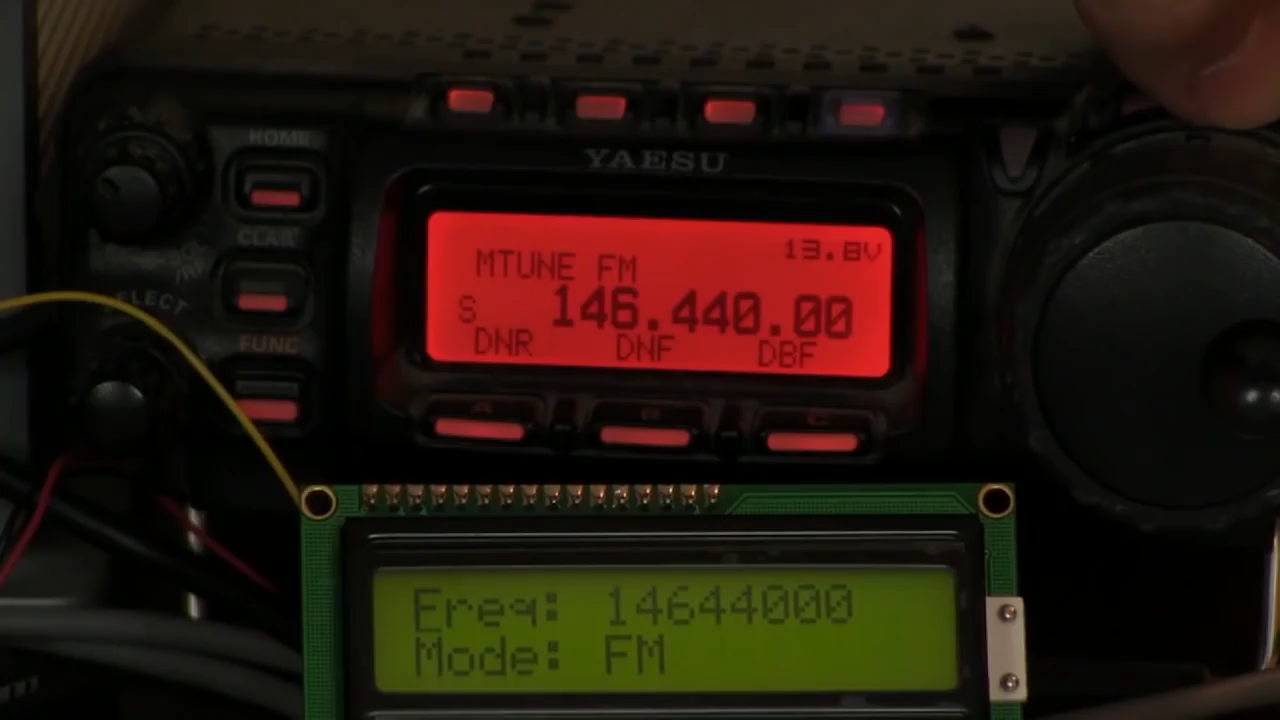 HOME
YAESU
CLAR
13.8V
MTUNE FM
S 146.440.00
DNR DNF DBF
FUNC
A B C
Freq: 14644000
Mode: FM